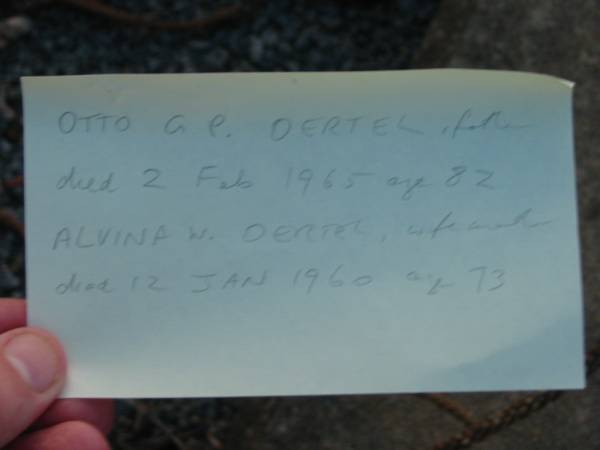 OTTO G P. OERTEL, father
died 2 Feb 1965 age 82
ALVINA W. OERTEL, wife mother
died 12 JAN 1960 age 73